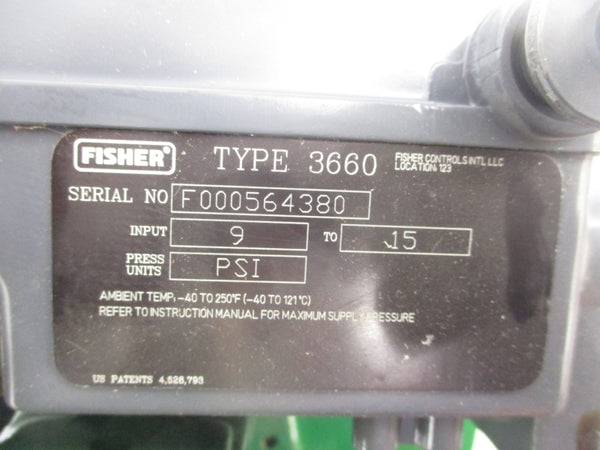 FISHER TYPE 3660 FISHER CONTROLS INTL LLC
LOCATION: 123
SERIAL NO F000564380
INPUT 9 TO 15
PRESS UNITS PSI
AMBIENT TEMP. -40 TO 250°F (-40 TO 121°C)
REFER TO INSTRUCTION MANUAL FOR MAXIMUM SUPPLY PRESSURE
US PATENTS 4,526,793